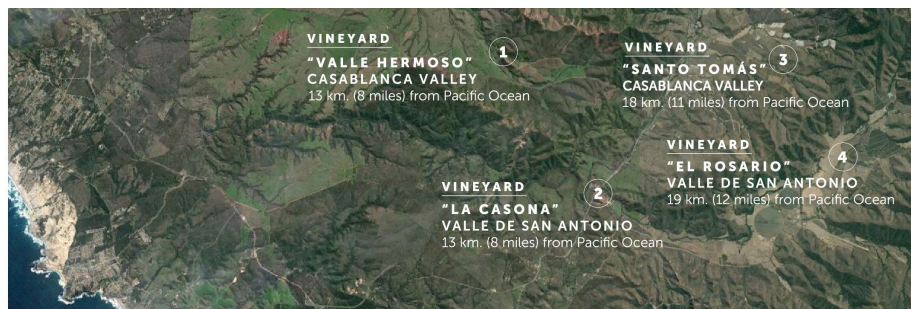 VINEYARD
1
"VALLE HERMOSO"
CASABLANCA VALLEY
13 km. (8 miles) from Pacific Ocean
VINEYARD
3
"SANTO TOMÁS"
CASABLANCA VALLEY
18 km. (11 miles) from Pacific Ocean
VINEYARD
2
"LA CASONA"
VALLE DE SAN ANTONIO
13 km. (8 miles) from Pacific Ocean
VINEYARD
4
"EL ROSARIO"
VALLE DE SAN ANTONIO
19 km. (12 miles) from Pacific Ocean